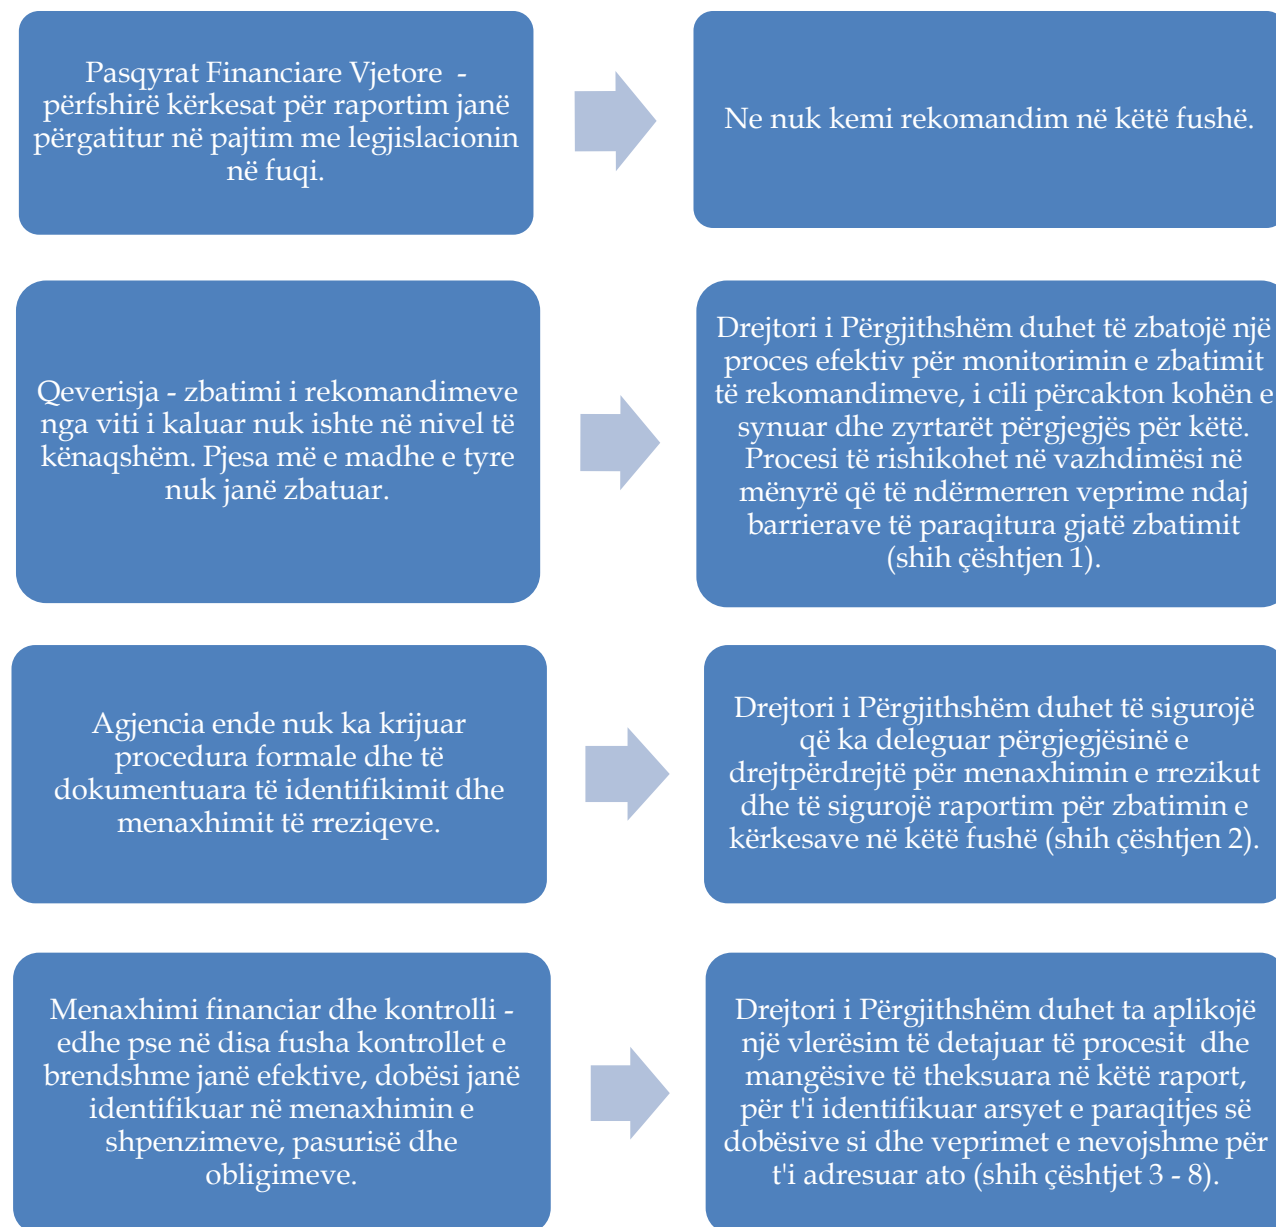 Pasqyrat Financiare Vjetore -
përfshirë kërkesat për raportim janë
përgatitur në pajtim me legjislacionin
në fuqi.
Ne nuk kemi rekomandim në këtë fushë.
Qeverisja - zbatimi i rekomandimeve
nga viti i kaluar nuk ishte në nivel të
kënaqshëm. Pjesa më e madhe e tyre
nuk janë zbatuar.
Drejtori i Përgjithshëm duhet të zbatojë një
proces efektiv për monitorimin e zbatimit
të rekomandimeve, i cili përcakton kohën e
synuar dhe zyrtarët përgjegjës për këtë.
Procesi të rishikohet në vazhdimësi në
mënyrë që të ndërmerren veprime ndaj
barrierave të paraqitura gjatë zbatimit
(shih çështjen 1).
Agjencia ende nuk ka krijuar
procedura formale dhe të
dokumentuara të identifikimit dhe
menaxhimit të rreziqeve.
Drejtori i Përgjithshëm duhet të sigurojë
që ka deleguar përgjegjësinë e
drejtpërdrejtë për menaxhimin e rrezikut
dhe të sigurojë raportim për zbatimin e
kërkesave në këtë fushë (shih çështjen 2).
Menaxhimi financiar dhe kontrolli -
edhe pse në disa fusha kontrollet e
brendshme janë efektive, dobësi janë
identifikuar në menaxhimin e
shpenzimeve, pasurisë dhe
obligimeve.
Drejtori i Përgjithshëm duhet ta aplikojë
një vlerësim të detajuar të procesit dhe
mangësive të theksuara në këtë raport,
për t'i identifikuar arsyet e paraqitjes së
dobësive si dhe veprimet e nevojshme për
t'i adresuar ato (shih çështjet 3 - 8).